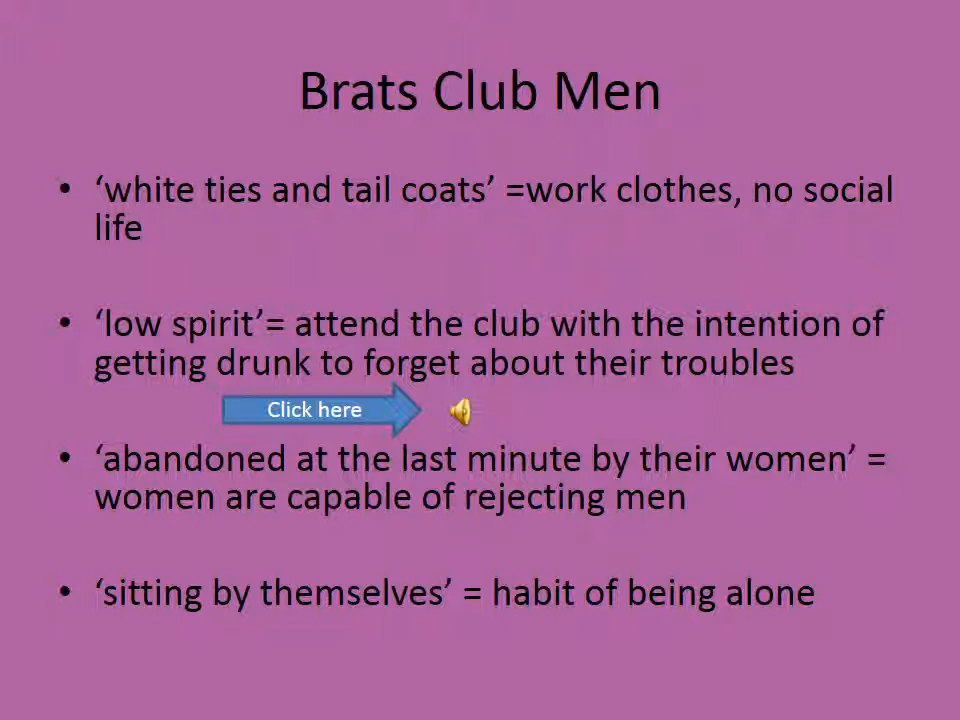 Brats Club Men
• ‘white ties and tail coats’ =work clothes, no social
life
• ‘low spirit’= attend the club with the intention of
getting drunk to forget about their troubles
Click here
• ‘abandoned at the last minute by their women’ =
women are capable of rejecting men
• ‘sitting by themselves’ = habit of being alone